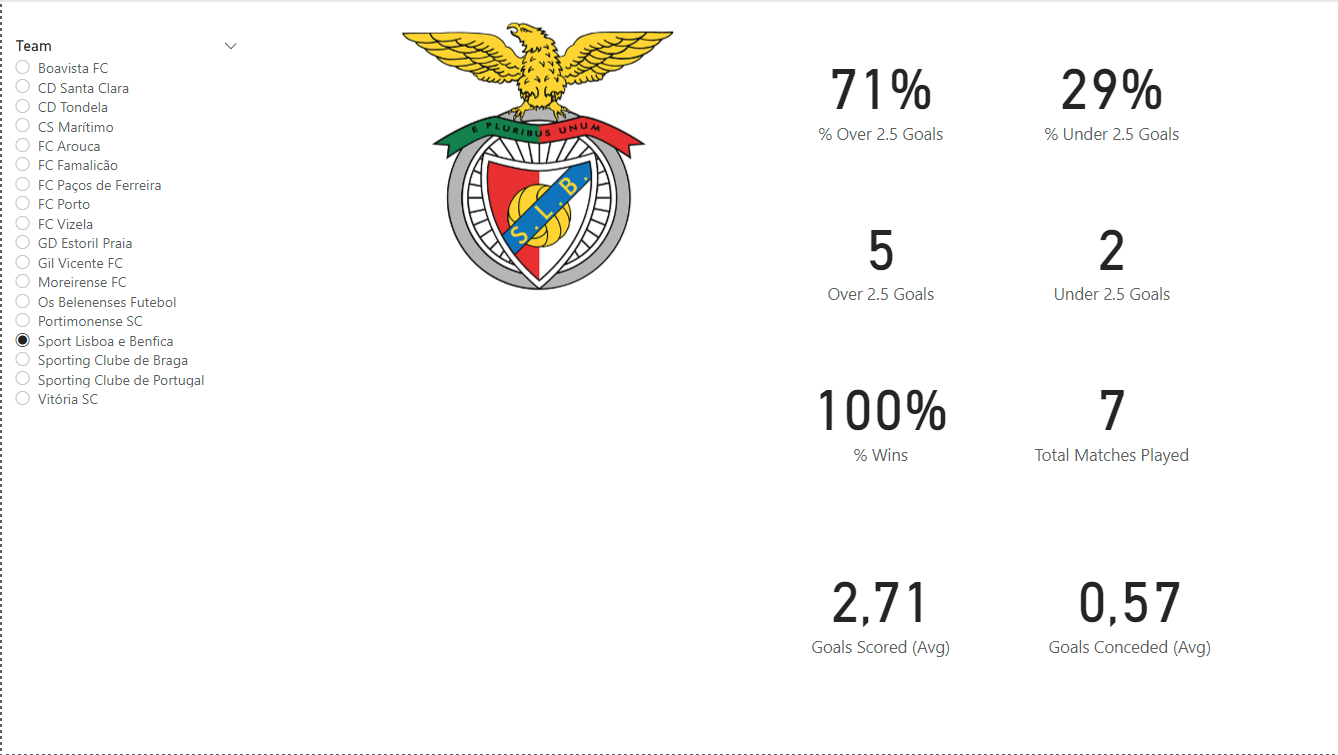 Team
Boavista FC
CD Santa Clara
CD Tondela
CS Marítimo
FC Arouca
FC Famalicão
FC Paços de Ferreira
FC Porto
FC Vizela
GD Estoril Praia
Gil Vicente FC
Moreirense FC
Os Belenenses Futebol
Portimonense SC
Sport Lisboa e Benfica
Sporting Clube de Braga
Sporting Clube de Portugal
Vitória SC
E PLURIBUS UNUM
S.L.B.
71%
% Over 2.5 Goals
29%
% Under 2.5 Goals
5
Over 2.5 Goals
2
Under 2.5 Goals
100%
% Wins
7
Total Matches Played
2,71
Goals Scored (Avg)
0,57
Goals Conceded (Avg)